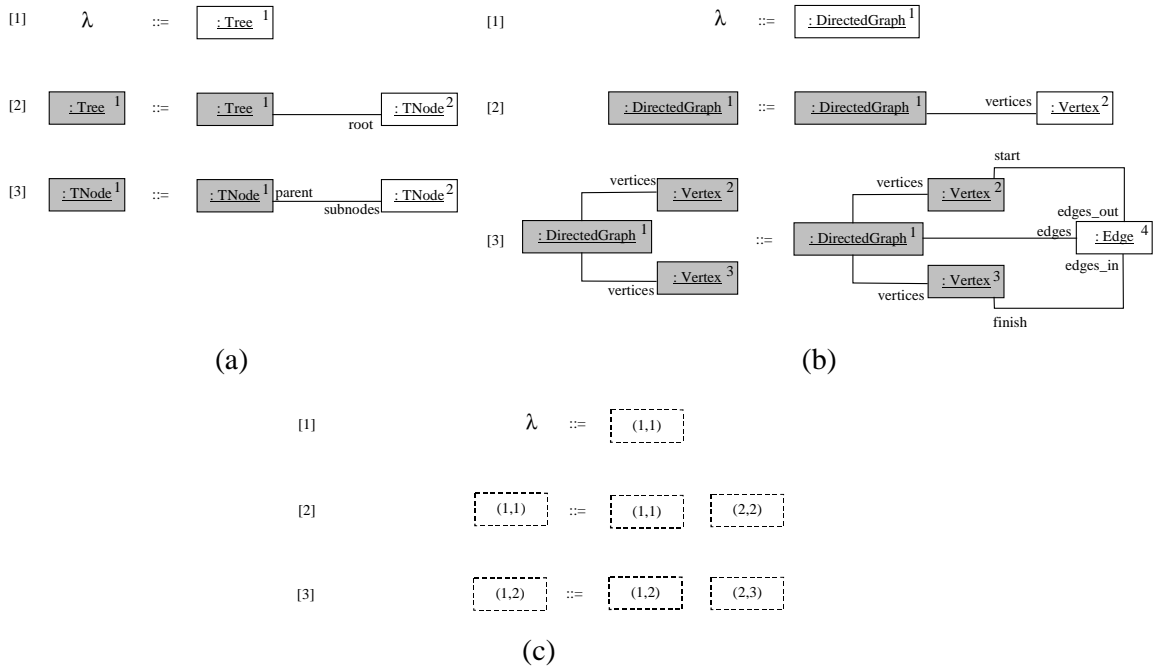 [1] λ ::= : Tree 1
[2] : Tree 1 ::= : Tree 1 root : TNode 2
[3] : TNode 1 ::= : TNode 1 parent subnodes : TNode 2
(a)
[1] λ ::= : DirectedGraph 1
[2] : DirectedGraph 1 ::= : DirectedGraph 1 vertices : Vertex 2
start
vertices : Vertex 2 vertices : Vertex 2
edges_out
[3] : DirectedGraph 1 ::= : DirectedGraph 1 edges : Edge 4
edges_in
vertices : Vertex 3 vertices : Vertex 3
finish
(b)
[1] λ ::= (1,1)
[2] (1,1) ::= (1,1) (2,2)
[3] (1,2) ::= (1,2) (2,3)
(c)